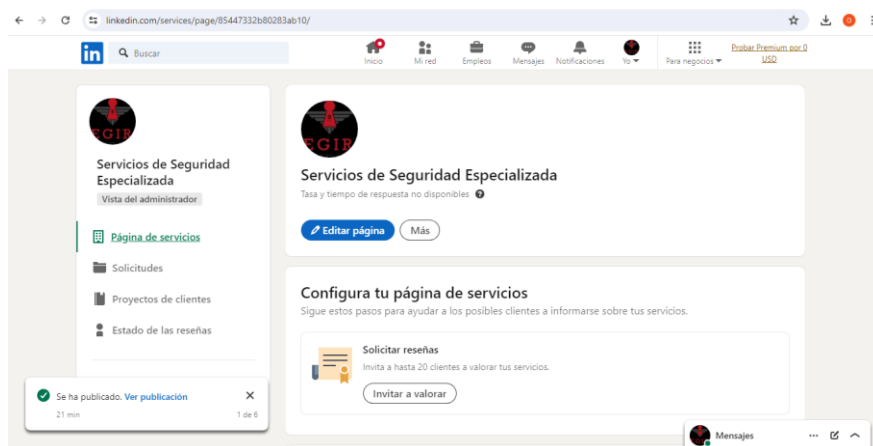 linkedin.com/services/page/85447332b80283ab10/
in
Buscar
Inicio
Mi red
Empleos
Mensajes
Notificaciones
Yo
Para negocios
Probar Premium por 0
USD
EGIR
Servicios de Seguridad
Especializada
Vista del administrador
Página de servicios
Solicitudes
Proyectos de clientes
Estado de las reseñas
EGIR
Servicios de Seguridad Especializada
Tasa y tiempo de respuesta no disponibles
Editar página
Más
Configura tu página de servicios
Sigue estos pasos para ayudar a los posibles clientes a informarse sobre tus servicios.
Solicitar reseñas
Invita a hasta 20 clientes a valorar tus servicios.
Invitar a valorar
Se ha publicado. Ver publicación
21 min
1 de 6
Mensajes